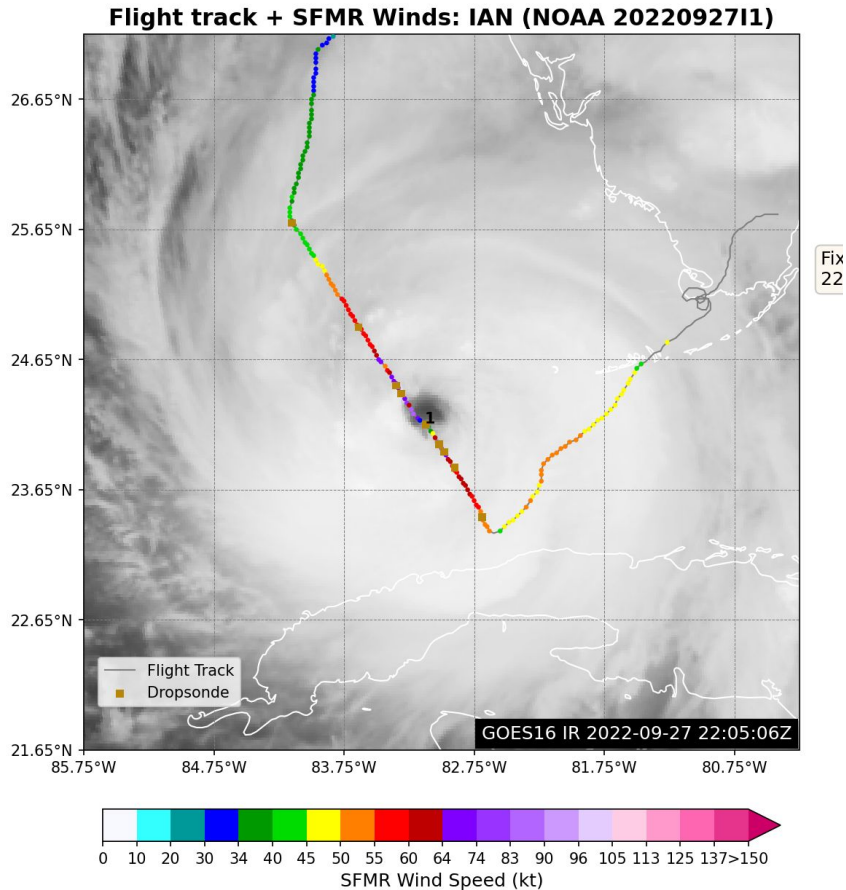 Flight track + SFMR Winds: IAN (NOAA 20220927I1)
26.65°N
25.65°N
Fix
22
24.65°N
1
23.65°N
22.65°N
Flight Track
Dropsonde
GOES16 IR 2022-09-27 22:05:06Z
21.65°N
85.75°W 84.75°W 83.75°W 82.75°W 81.75°W 80.75°W
0 10 20 30 34 40 45 50 55 60 64 74 83 90 96 105 113 125 137>150
SFMR Wind Speed (kt)